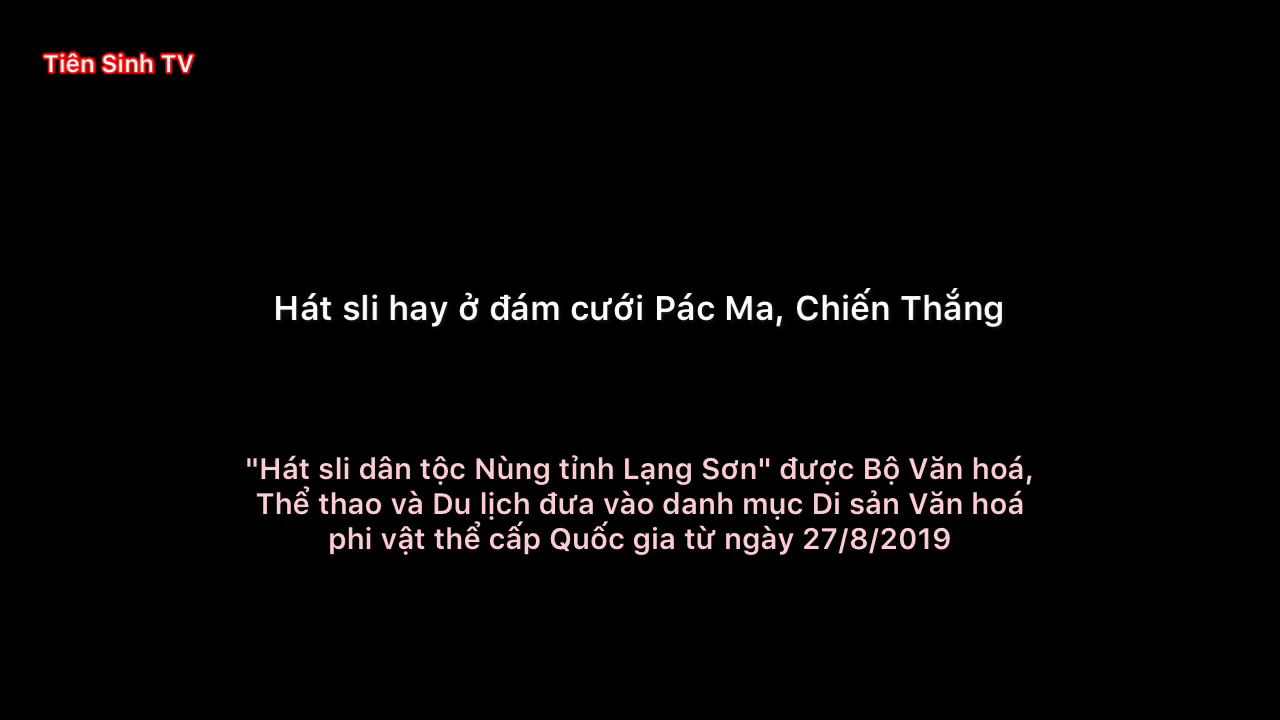 Tiên Sinh TV
Hát sli hay ở đám cưới Pác Ma, Chiến Thắng
"Hát sli dân tộc Nùng tỉnh Lạng Sơn" được Bộ Văn hoá,
Thể thao và Du lịch đưa vào danh mục Di sản Văn hoá
phi vật thể cấp Quốc gia từ ngày 27/8/2019